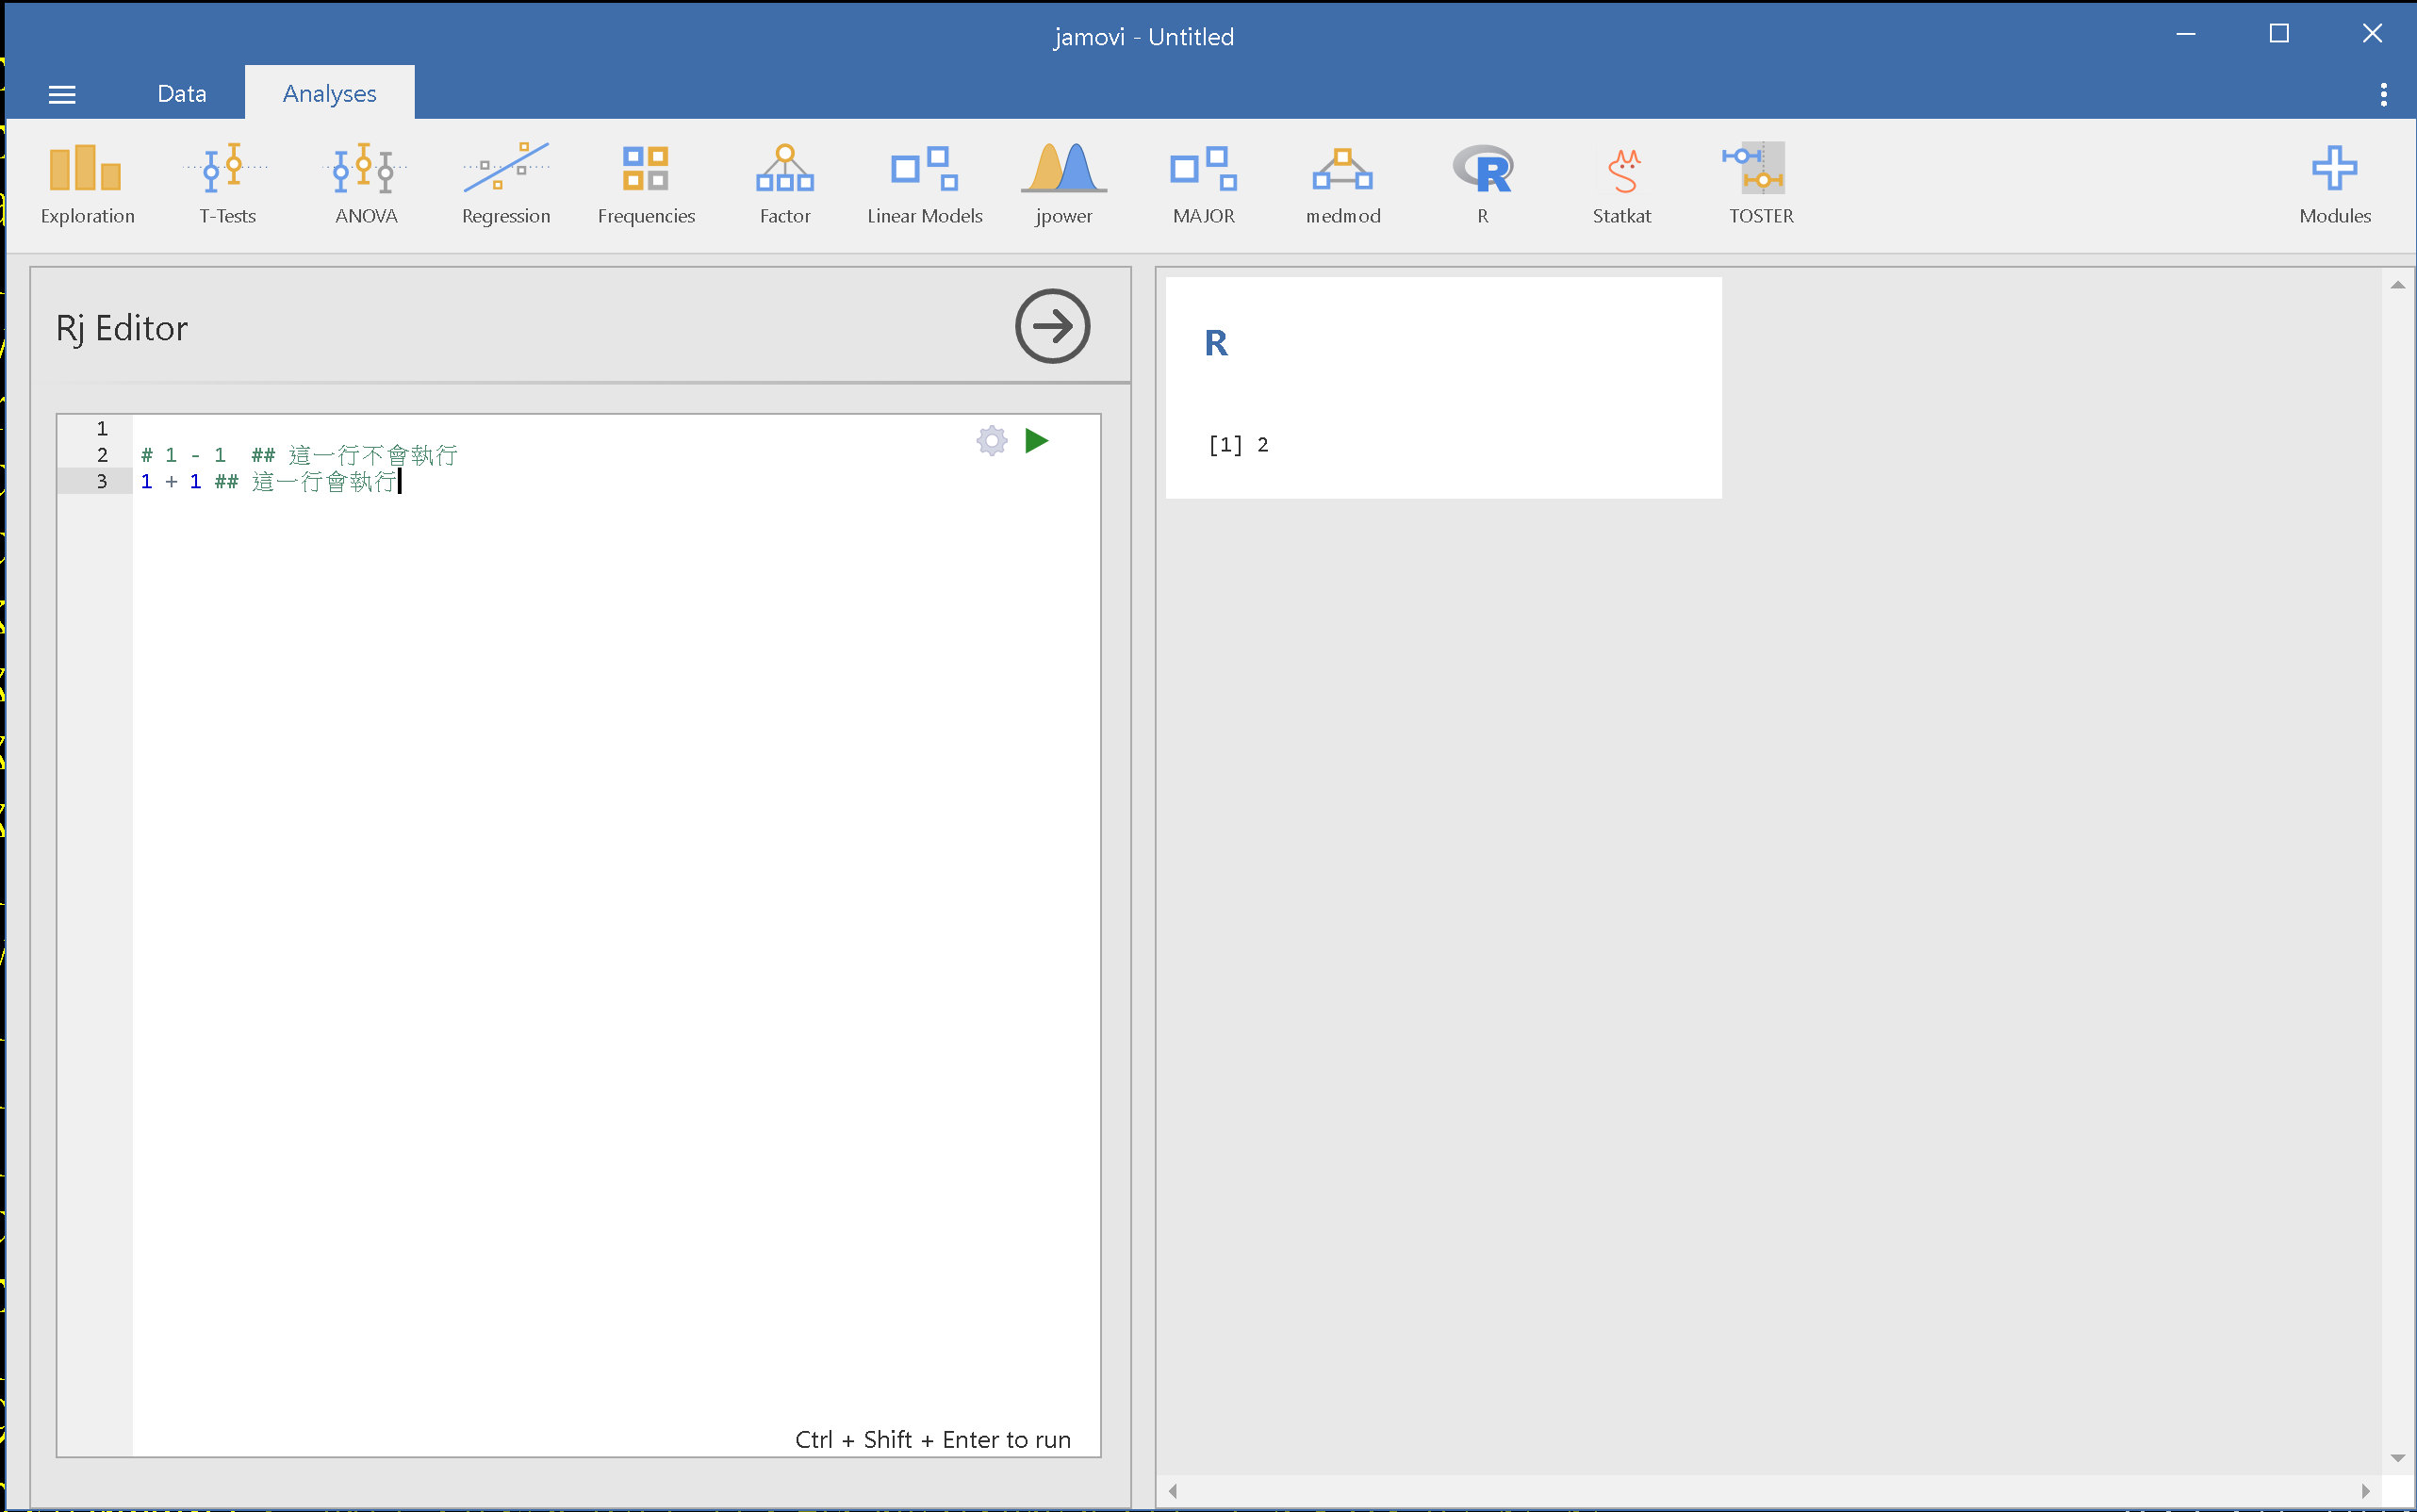 jamovi - Untitled
Data Analyses
Exploration T-Tests ANOVA Regression Frequencies Factor Linear Models jpower MAJOR medmod R Statkat TOSTER Modules
Rj Editor
1
2 # 1 - 1  ## 這一行不會執行
3 1 + 1 ## 這一行會執行
Ctrl + Shift + Enter to run
R
[1] 2